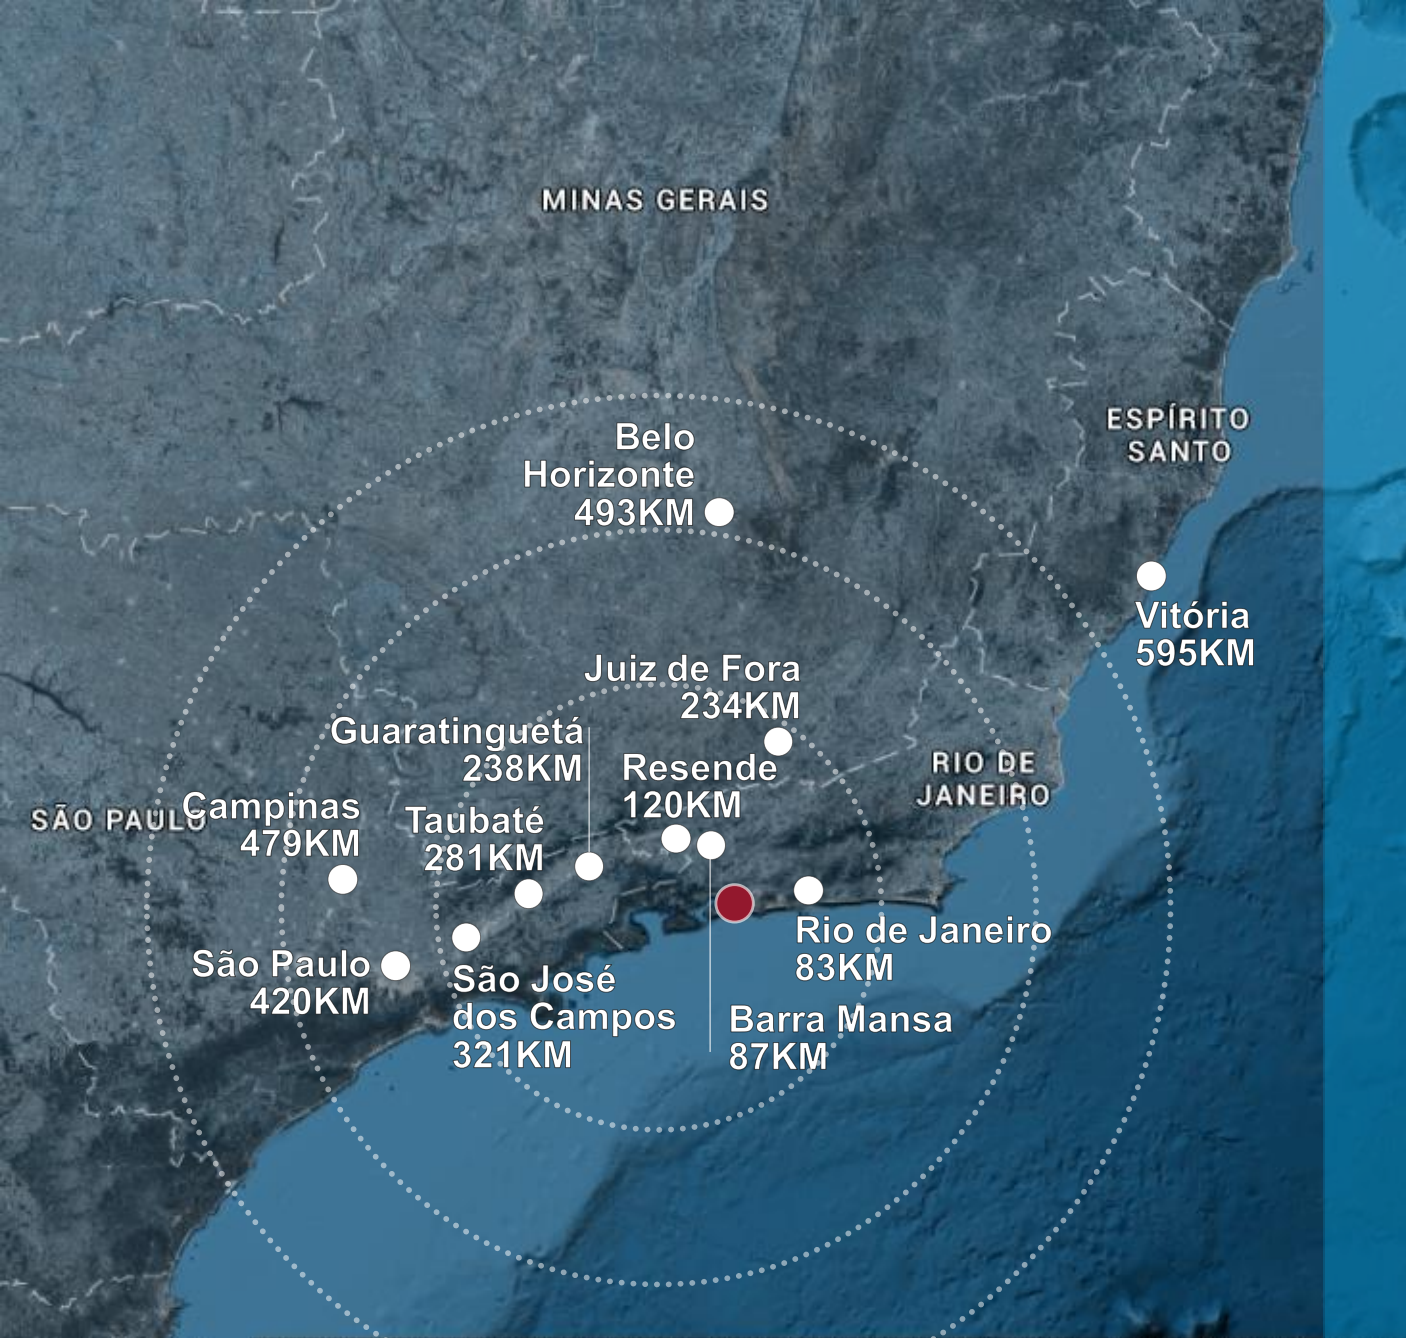 MINAS GERAIS
ESPÍRITO
SANTO
Belo
Horizonte
493KM
Vitória
595KM
Juiz de Fora
234KM
Guaratinguetá
238KM
Resende
120KM
RIO DE
JANEIRO
SÃO PAULO
Campinas
479KM
Taubaté
281KM
Rio de Janeiro
83KM
São Paulo
420KM
São José
dos Campos
321KM
Barra Mansa
87KM